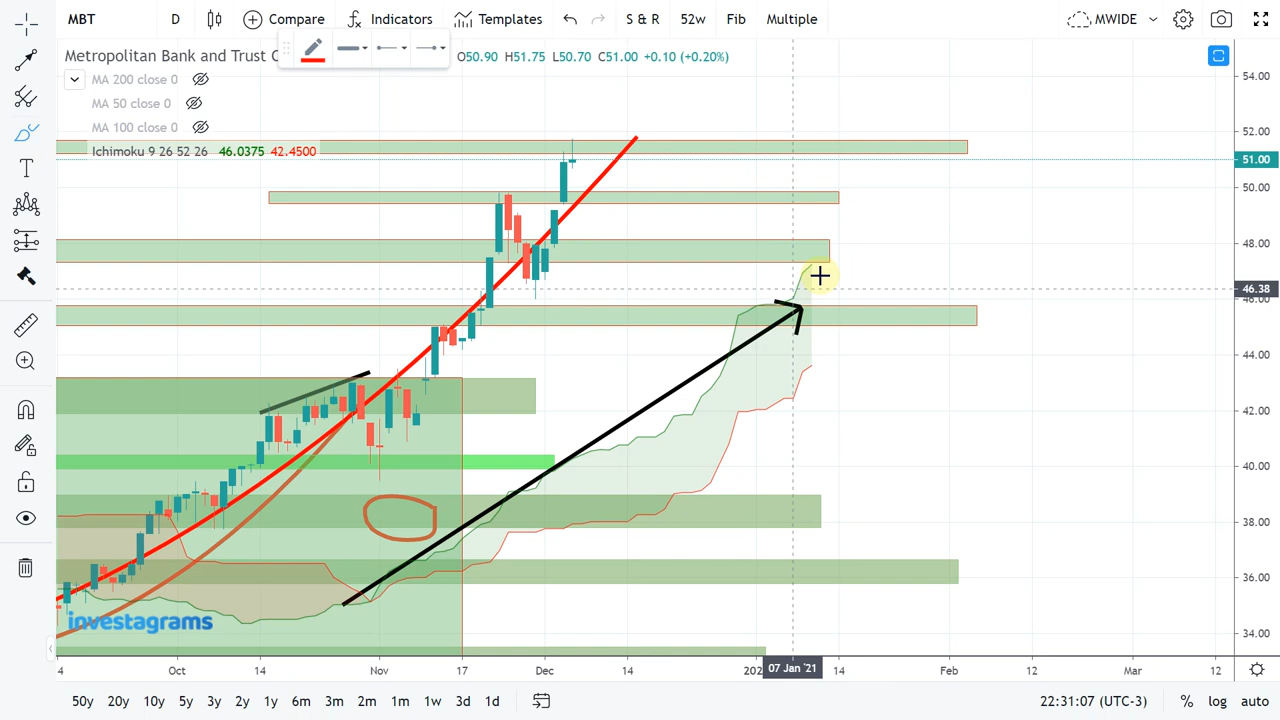 MBT D Compare Indicators Templates S & R 52w Fib Multiple MWIDE
Metropolitan Bank and Trust C O50.90 H51.75 L50.70 C51.00 +0.10 (+0.20%)
MA 200 close 0
MA 50 close 0
MA 100 close 0
Ichimoku 9 26 52 26 46.0375 42.4500
54.00
52.00
51.00
50.00
48.00
46.38
46.00
44.00
42.00
40.00
38.00
36.00
34.00
investagrams
4 Oct 14 Nov 17 Dec 14 202 07 Jan '21 14 Feb 12 Mar 12
50y 20y 10y 5y 3y 2y 1y 6m 3m 2m 1m 1w 3d 1d 22:31:07 (UTC-3) % log auto